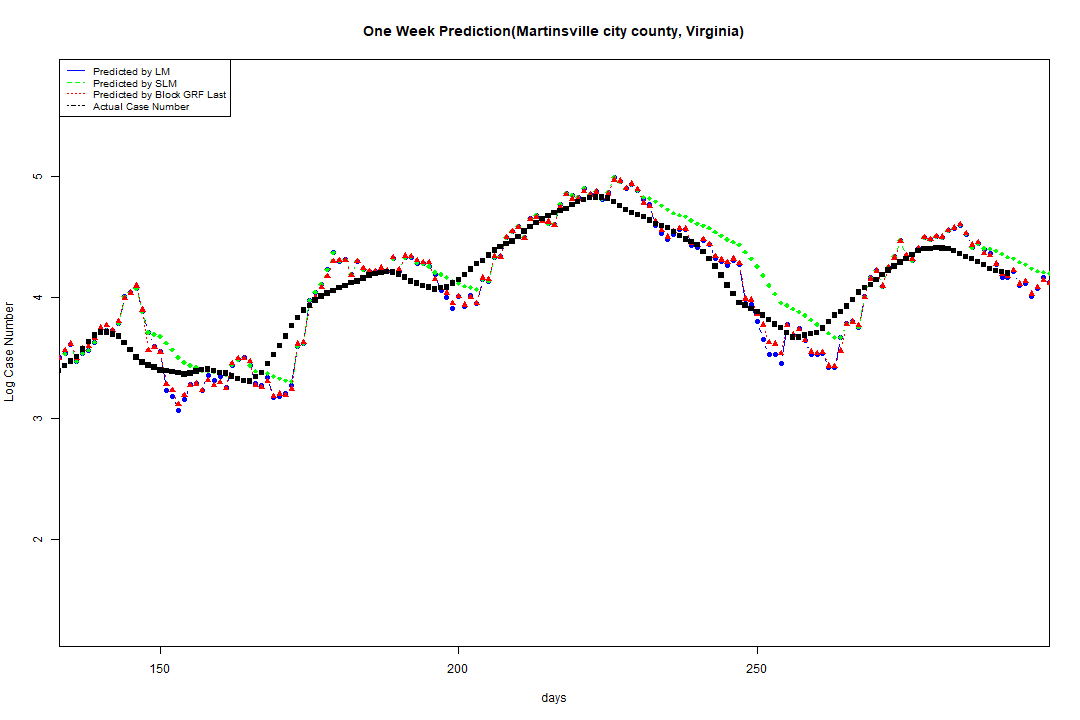 One Week Prediction(Martinsville city county, Virginia)
Predicted by LM
Predicted by SLM
Predicted by Block GRF Last
Actual Case Number
5
4
3
2
Log Case Number
150
200
250
days